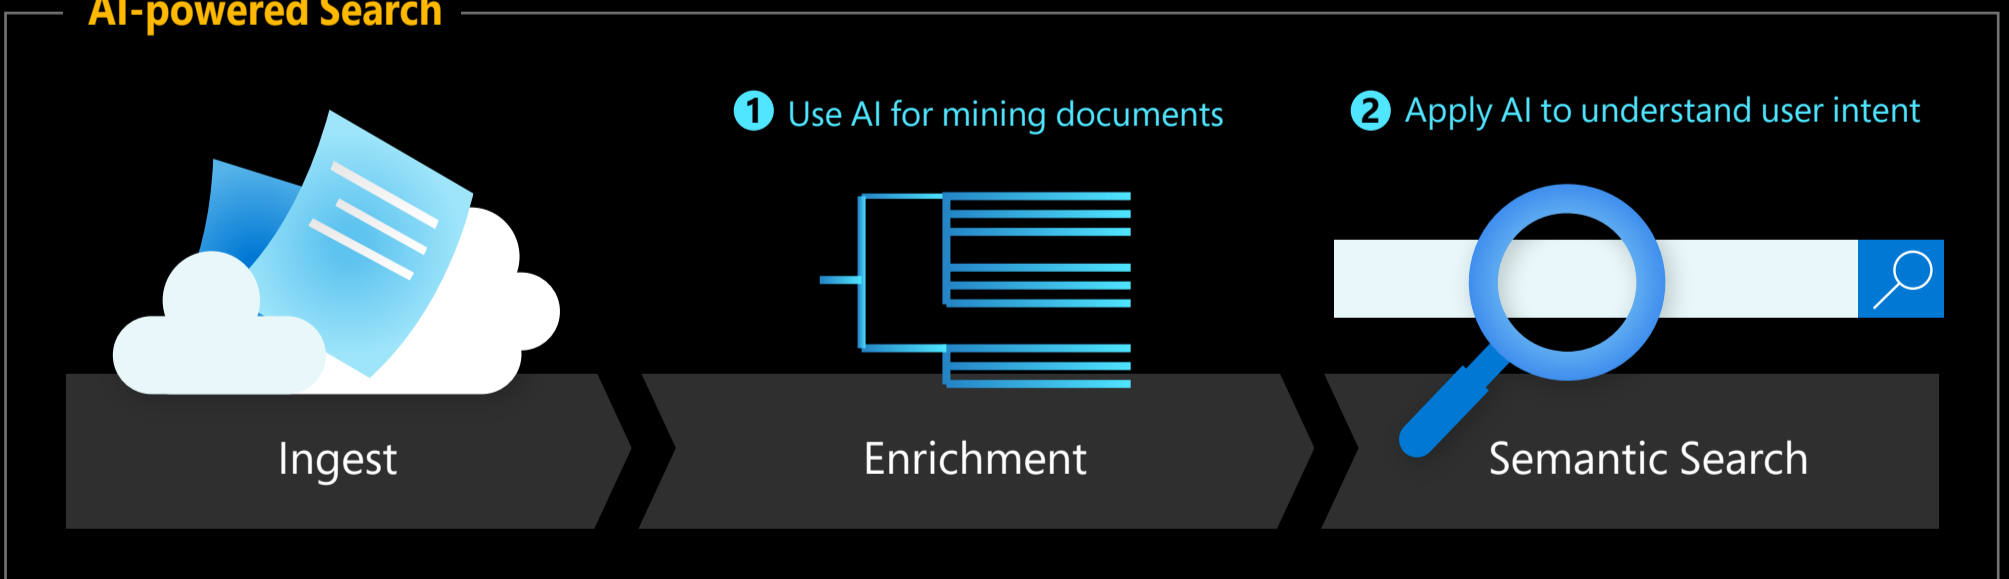 AI-powered Search
1 Use AI for mining documents
2 Apply AI to understand user intent
Ingest
Enrichment
Semantic Search